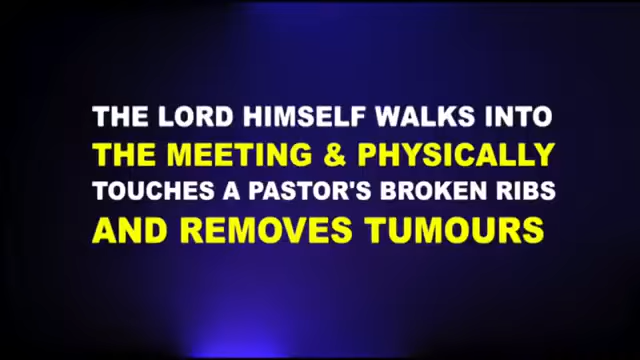 THE LORD HIMSELF WALKS INTO
THE MEETING & PHYSICALLY
TOUCHES A PASTOR'S BROKEN RIBS
AND REMOVES TUMOURS